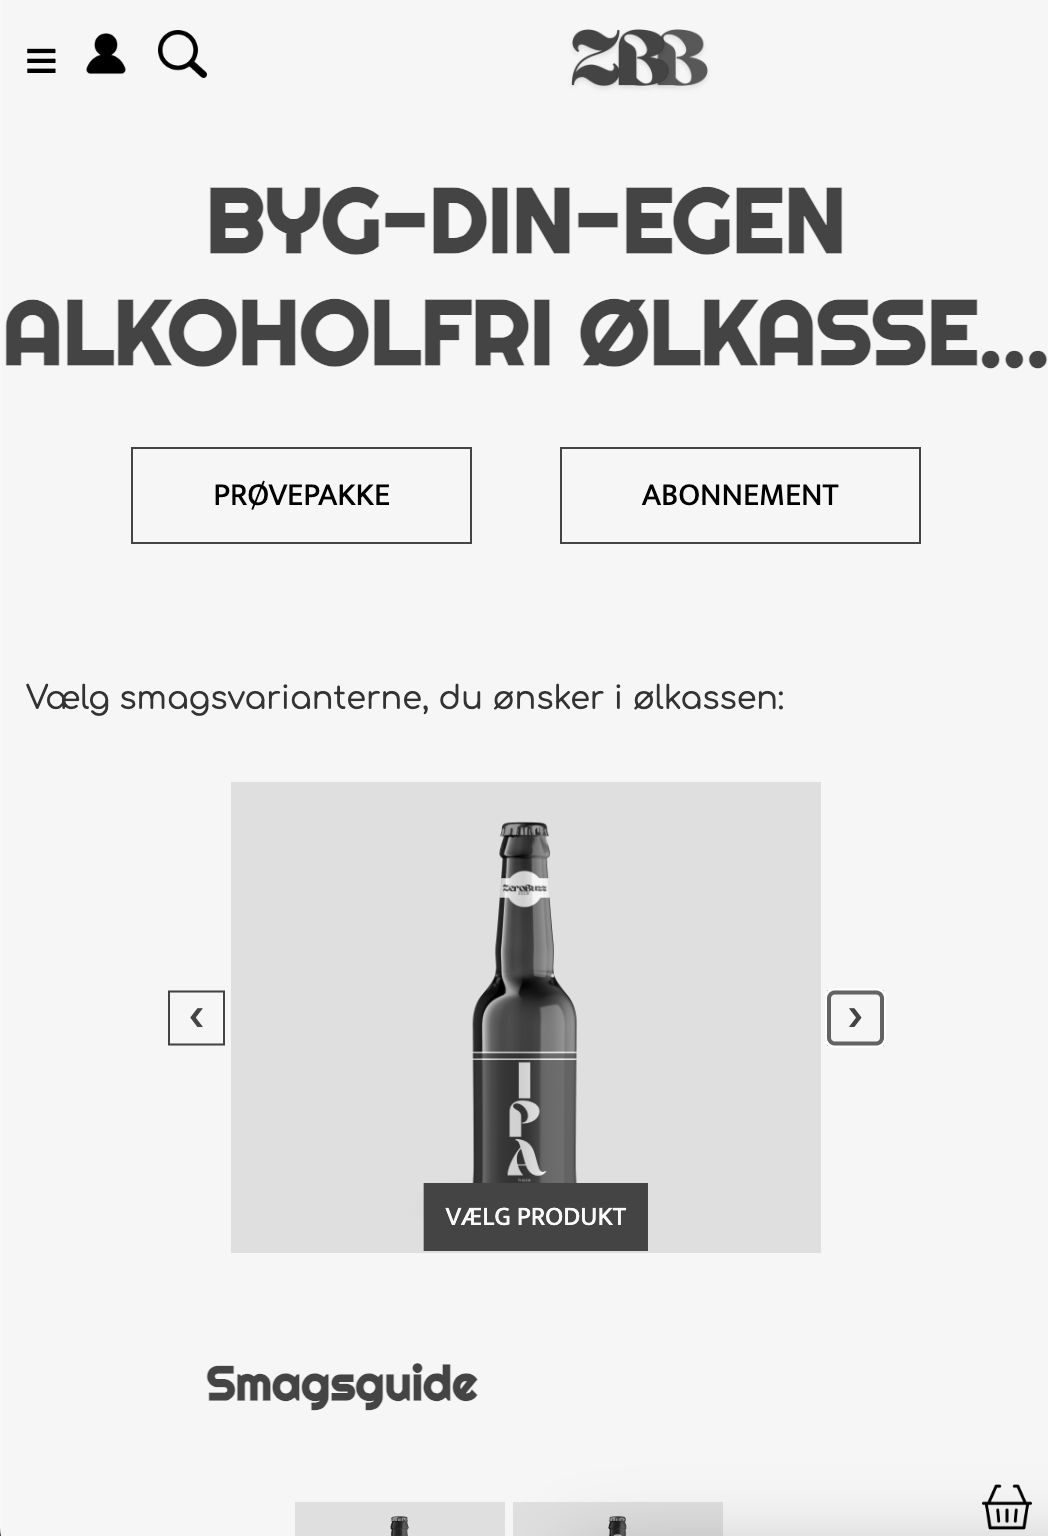 ZBB
BYG-DIN-EGEN
ALKOHOLFRI ØLKASSE...
PRØVEPAKKE
ABONNEMENT
Vælg smagsvarianterne, du ønsker i ølkassen:
ZeroBuzz
‹
›
IPA
VÆLG PRODUKT
Smagsguide